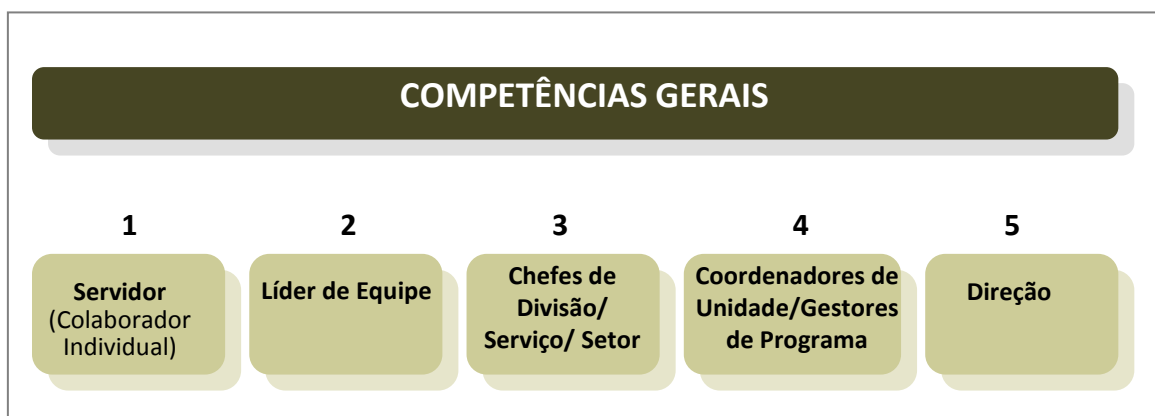 COMPETÊNCIAS GERAIS
1
2
3
4
5
Servidor
(Colaborador
Individual)
Líder de Equipe
Chefes de
Divisão/
Serviço/ Setor
Coordenadores de
Unidade/Gestores
de Programa
Direção